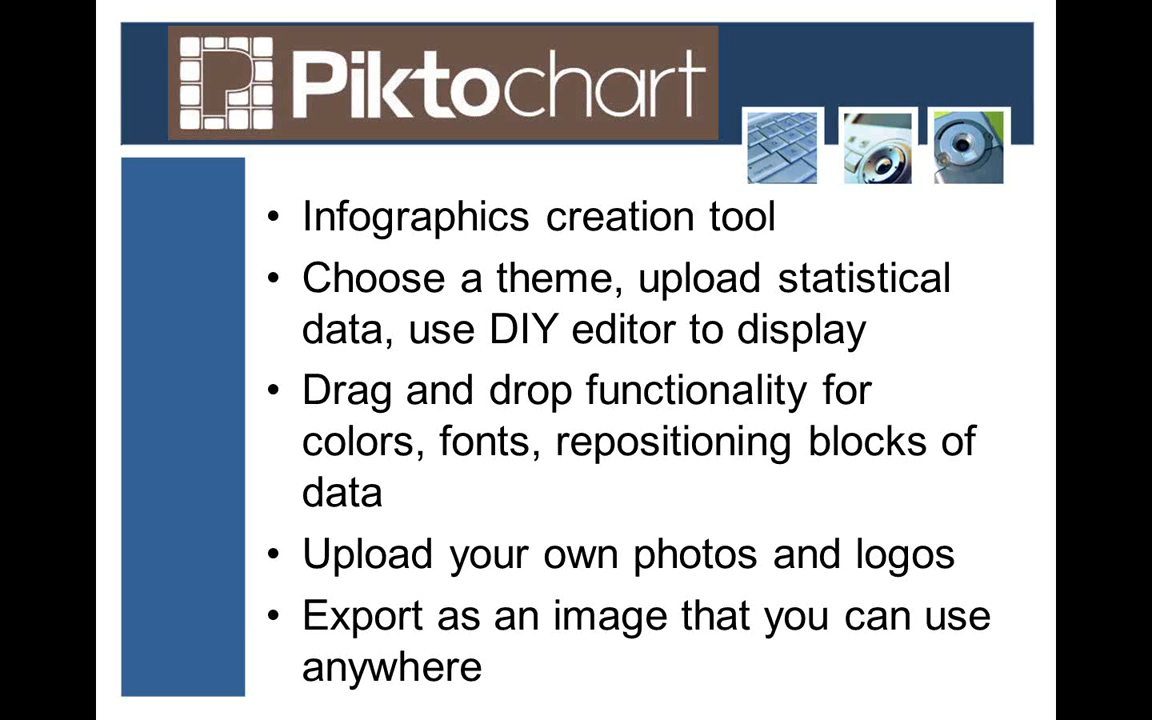 Piktochart
• Infographics creation tool
• Choose a theme, upload statistical
data, use DIY editor to display
• Drag and drop functionality for
colors, fonts, repositioning blocks of
data
• Upload your own photos and logos
• Export as an image that you can use
anywhere